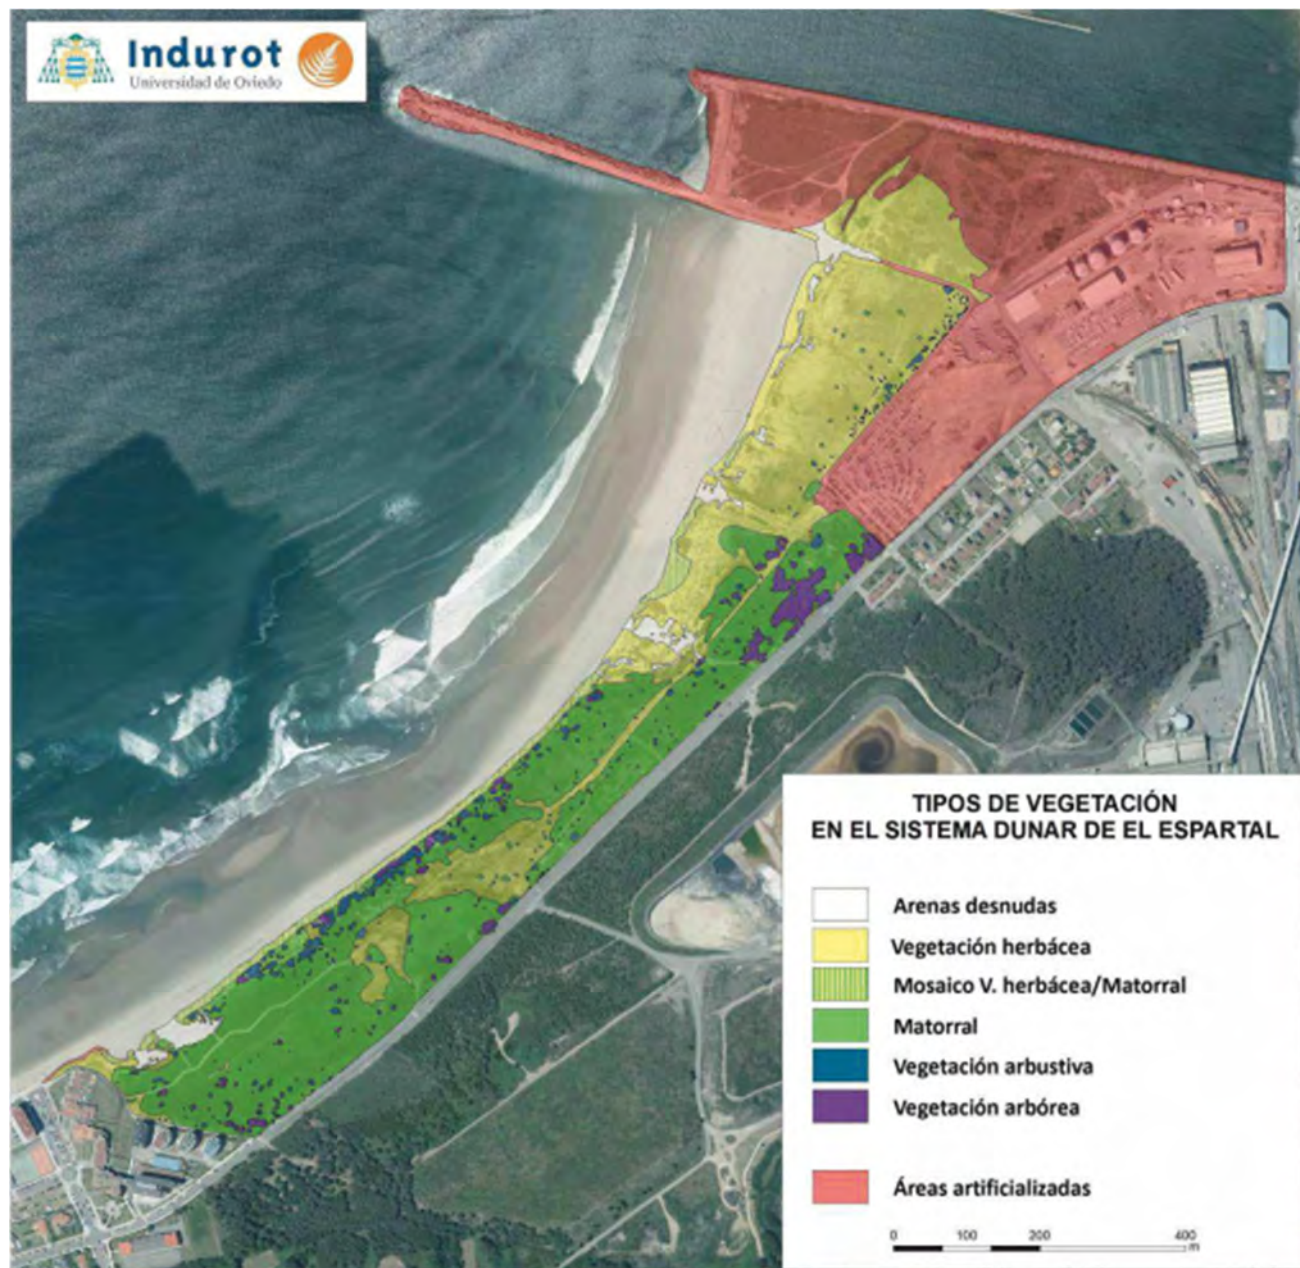 Indurot
Universidad de Oviedo
TIPOS DE VEGETACIÓN
EN EL SISTEMA DUNAR DE EL ESPARTAL
Arenas desnudas
Vegetación herbácea
Mosaico V. herbácea/Matorral
Matorral
Vegetación arbustiva
Vegetación arbórea
Áreas artificializadas
0 100 200 400
m